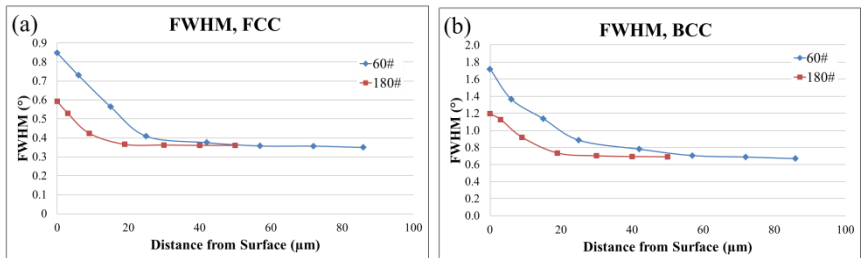 (a)
FWHM, FCC
60#
180#
FWHM (°)
0.9
0.8
0.7
0.6
0.5
0.4
0.3
0.2
0.1
0
0 20 40 60 80 100
Distance from Surface (μm)
(b)
FWHM, BCC
60#
180#
FWHM (°)
2.0
1.8
1.6
1.4
1.2
1.0
0.8
0.6
0.4
0.2
0.0
0 20 40 60 80 100
Distance from Surface (μm)